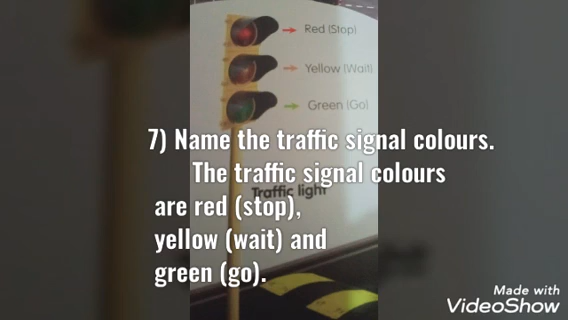 Red (Stop)
Yellow (Wait)
Green (Go)
7) Name the traffic signal colours.
The traffic signal colours
Traffic light
are red (stop),
yellow (wait) and
green (go).
Made with
VideoShow